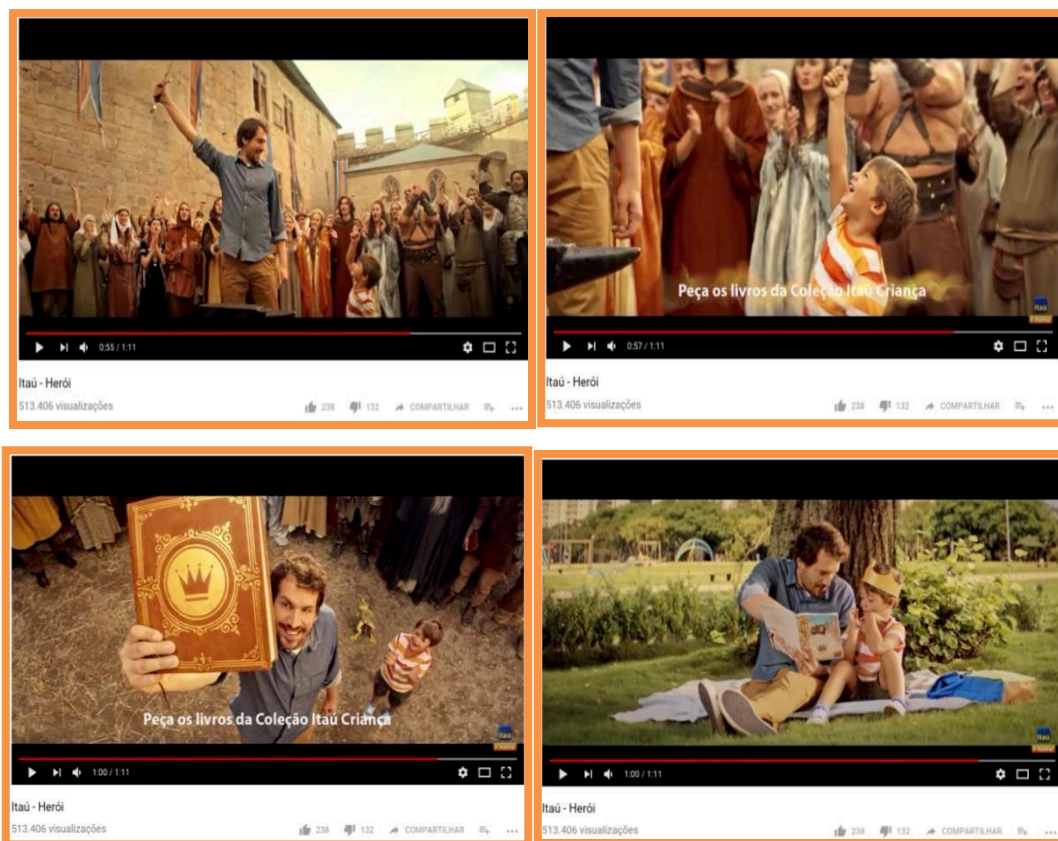 0:55 / 1:11
Itaú - Herói
513.406 visualizações
238 132 COMPARTILHAR
Peça os livros da Coleção Itaú Criança
Itaú
0:57 / 1:11
Itaú - Herói
513.406 visualizações
238 132 COMPARTILHAR
Peça os livros da Coleção Itaú Criança
Itaú
1:00 / 1:11
Itaú - Herói
513.406 visualizações
238 132 COMPARTILHAR
Itaú
1:00 / 1:11
Itaú - Herói
513.406 visualizações
238 132 COMPARTILHAR